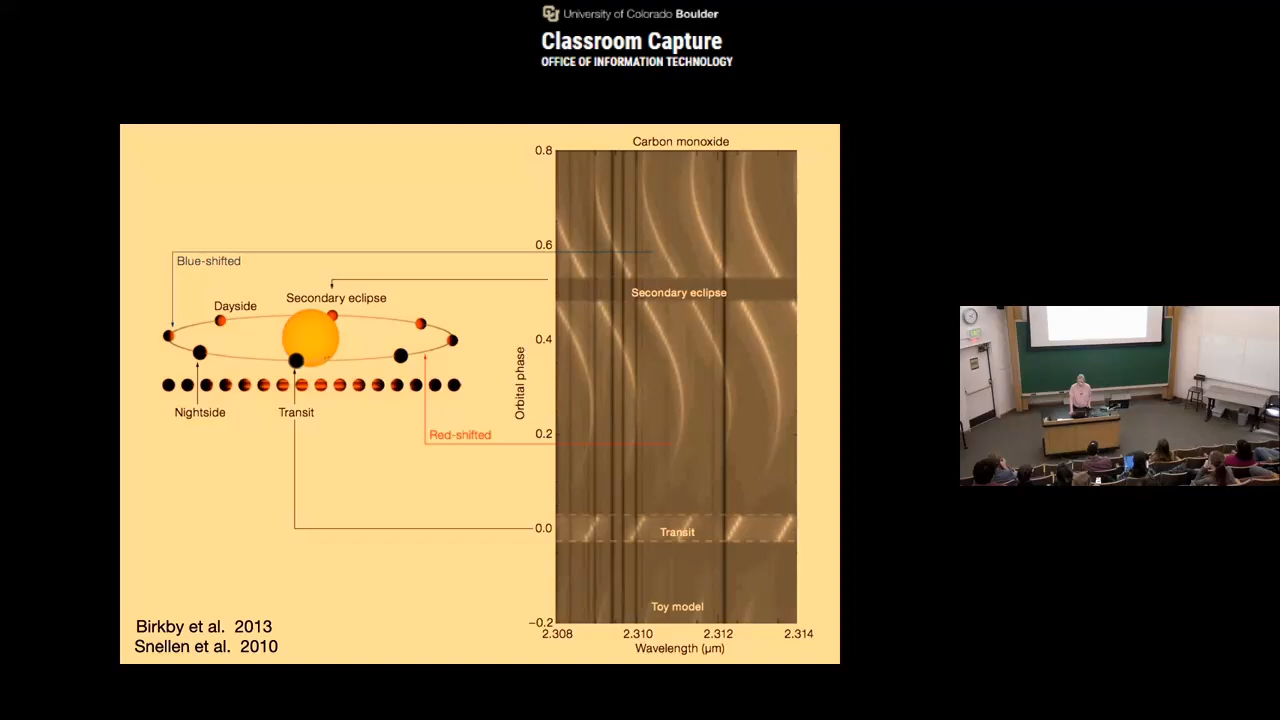 University of Colorado Boulder
Classroom Capture
OFFICE OF INFORMATION TECHNOLOGY
Carbon monoxide
0.8
0.6
Blue-shifted
Secondary eclipse
Secondary eclipse
Dayside
0.4
Orbital phase
Nightside
Transit
Red-shifted
0.2
0.0
Transit
Toy model
−0.2
2.308
2.310
2.312
2.314
Wavelength (μm)
Birkby et al. 2013
Snellen et al. 2010